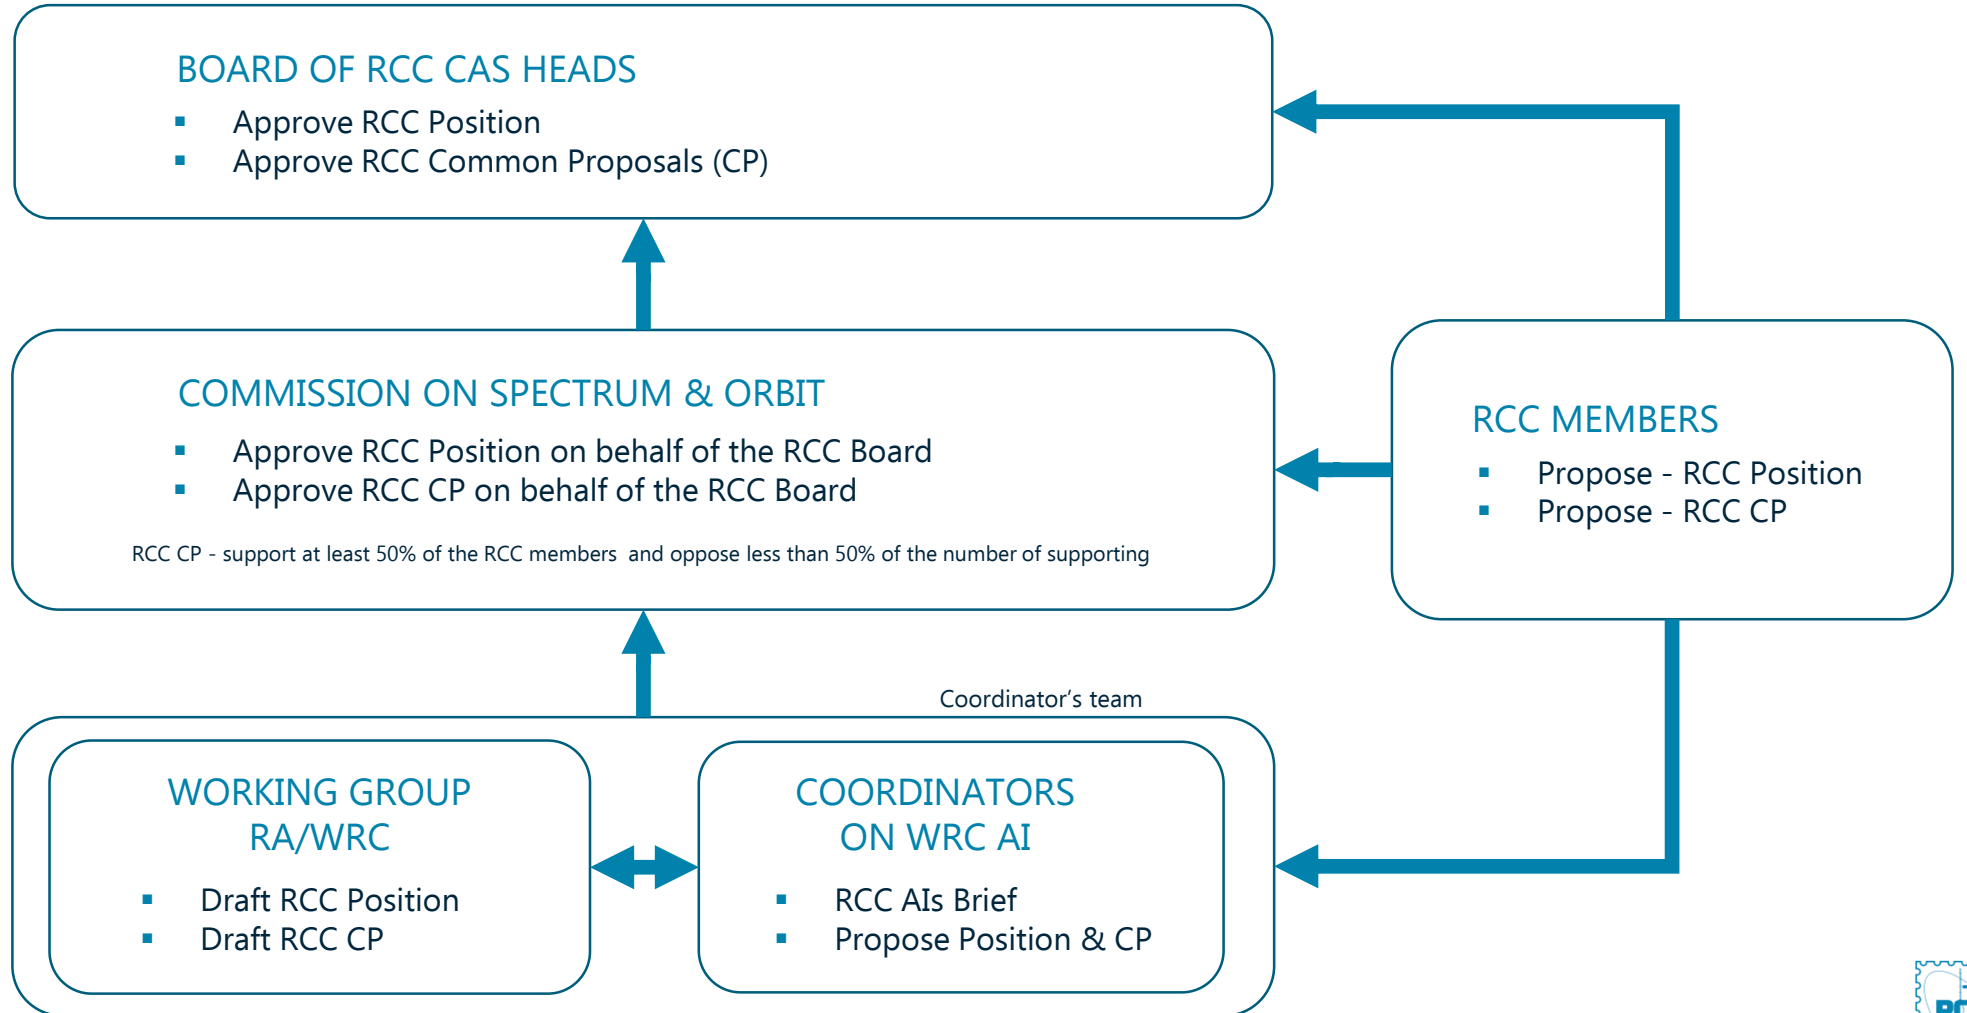 BOARD OF RCC CAS HEADS
▪ Approve RCC Position
▪ Approve RCC Common Proposals (CP)
COMMISSION ON SPECTRUM & ORBIT
▪ Approve RCC Position on behalf of the RCC Board
▪ Approve RCC CP on behalf of the RCC Board
RCC CP - support at least 50% of the RCC members and oppose less than 50% of the number of supporting
RCC MEMBERS
▪ Propose - RCC Position
▪ Propose - RCC CP
Coordinator's team
WORKING GROUP
RA/WRC
▪ Draft RCC Position
▪ Draft RCC CP
COORDINATORS
ON WRC AI
▪ RCC AIs Brief
▪ Propose Position & CP